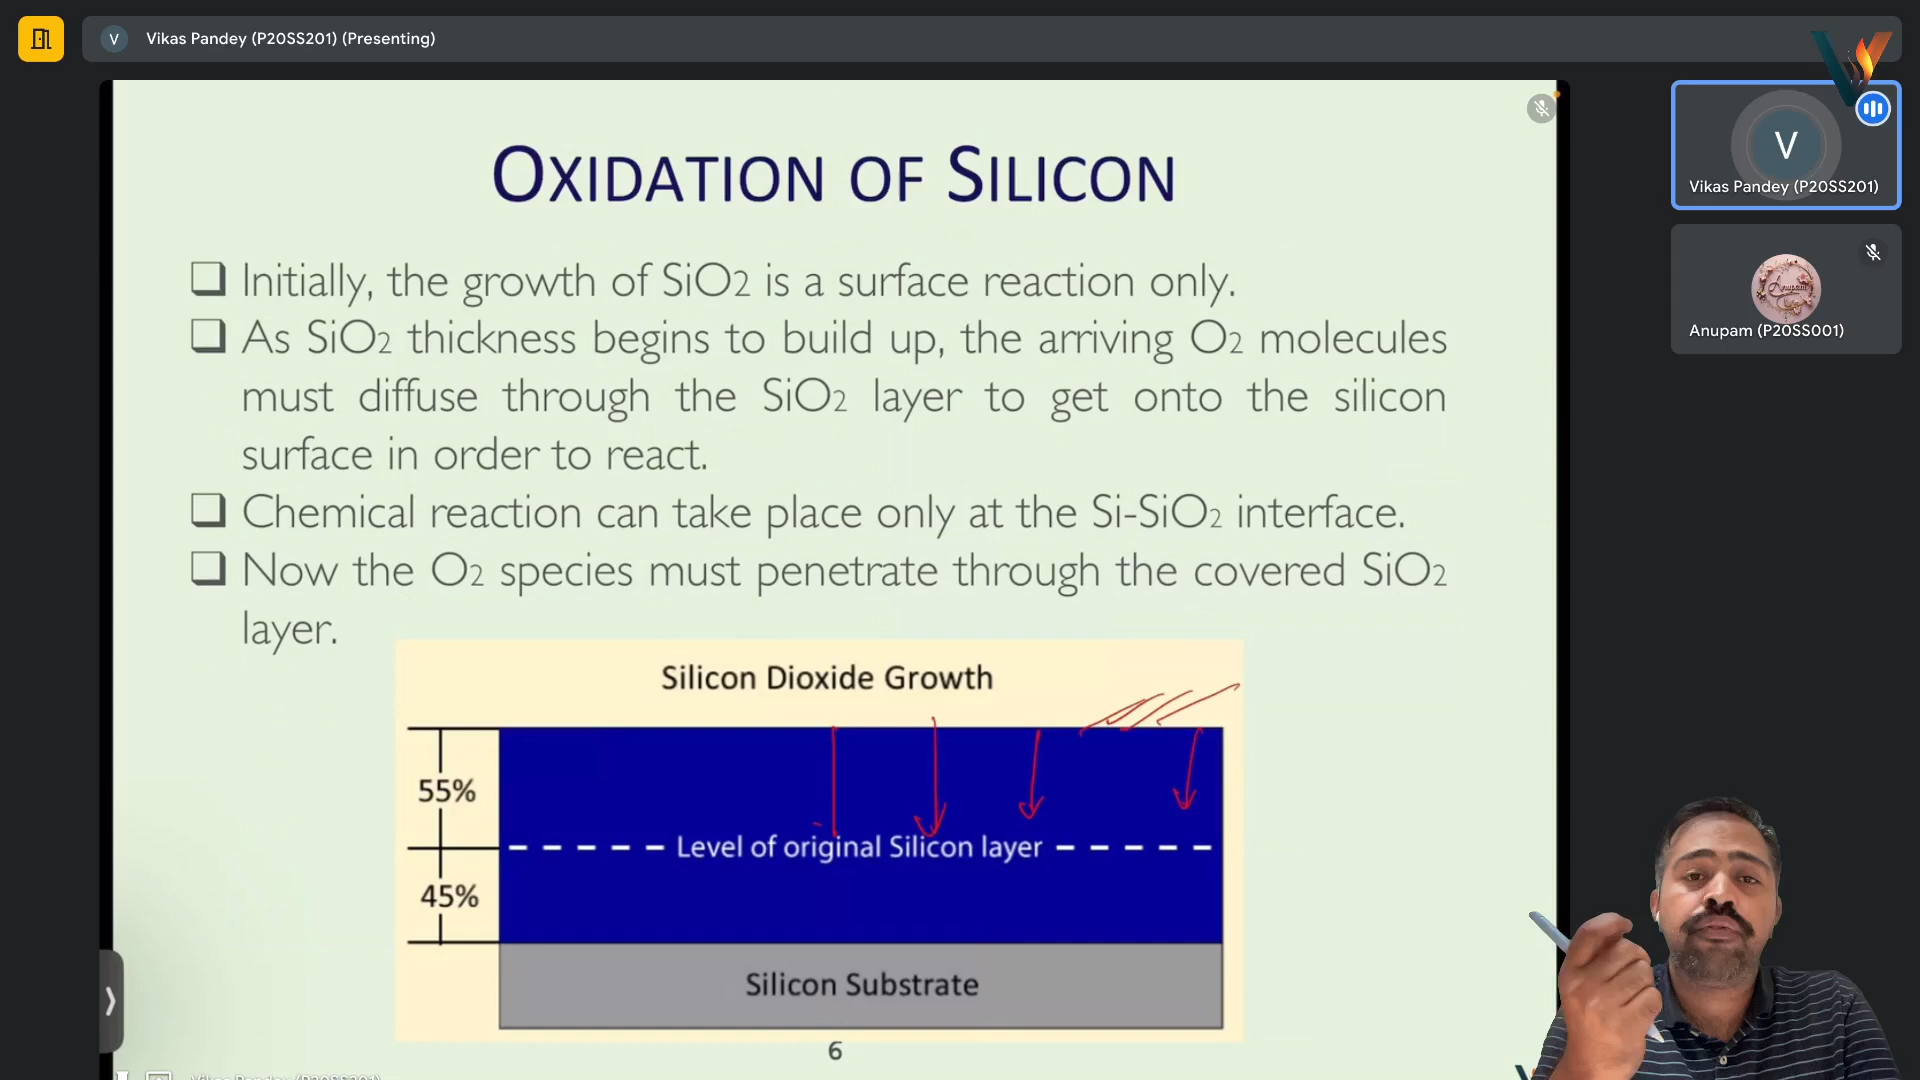 V Vikas Pandey (P20SS201) (Presenting)
OXIDATION OF SILICON
Initially, the growth of SiO2 is a surface reaction only.
As SiO2 thickness begins to build up, the arriving O2 molecules
must diffuse through the SiO2 layer to get onto the silicon
surface in order to react.
Chemical reaction can take place only at the Si-SiO2 interface.
Now the O2 species must penetrate through the covered SiO2
layer.
Silicon Dioxide Growth
55%
Level of original Silicon layer
45%
Silicon Substrate
6
V
Vikas Pandey (P20SS201)
Anupam
Anupam (P20SS001)
Vikas Pandey (P20SS201)